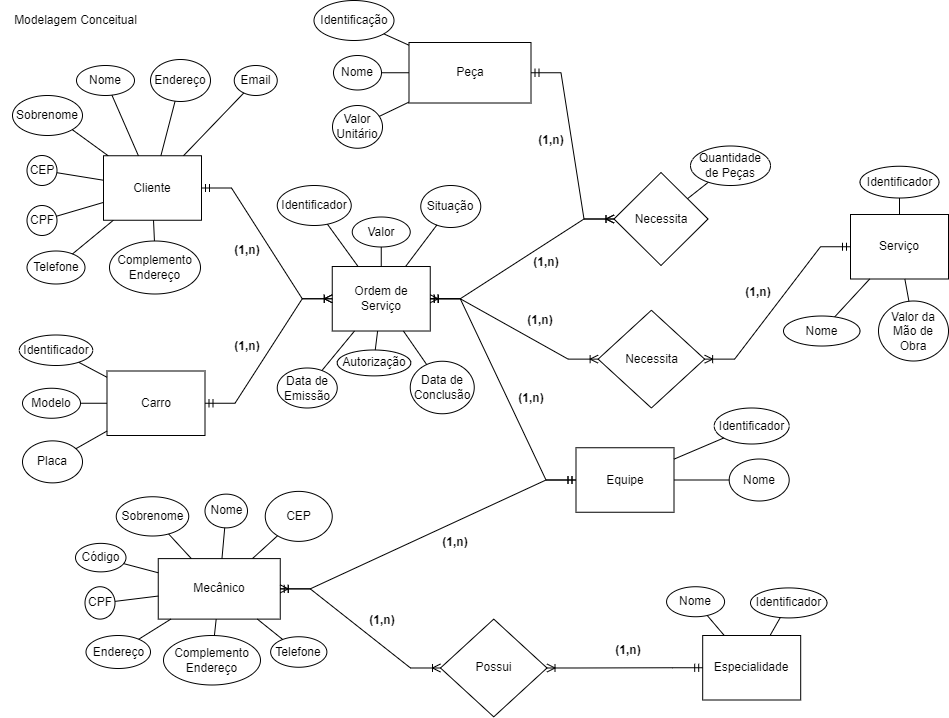 Modelagem Conceitual
Identificação
Peça
Nome
Valor
Unitário
Nome
Endereço
Email
Sobrenome
CEP
Cliente
CPF
Telefone
Complemento
Endereço
(1,n)
(1,n)
Quantidade
de Peças
Necessita
Identificador
Serviço
Nome
Valor da
Mão de
Obra
Identificador
Valor
Situação
Ordem de
Serviço
Data de
Emissão
Autorização
Data de
Conclusão
(1,n)
(1,n)
(1,n)
Necessita
(1,n)
Identificador
Modelo
Carro
Placa
(1,n)
Identificador
Equipe
Nome
Sobrenome
Nome
CEP
Código
Mecânico
CPF
Endereço
Complemento
Endereço
Telefone
(1,n)
(1,n)
Possui
(1,n)
Nome
Identificador
Especialidade